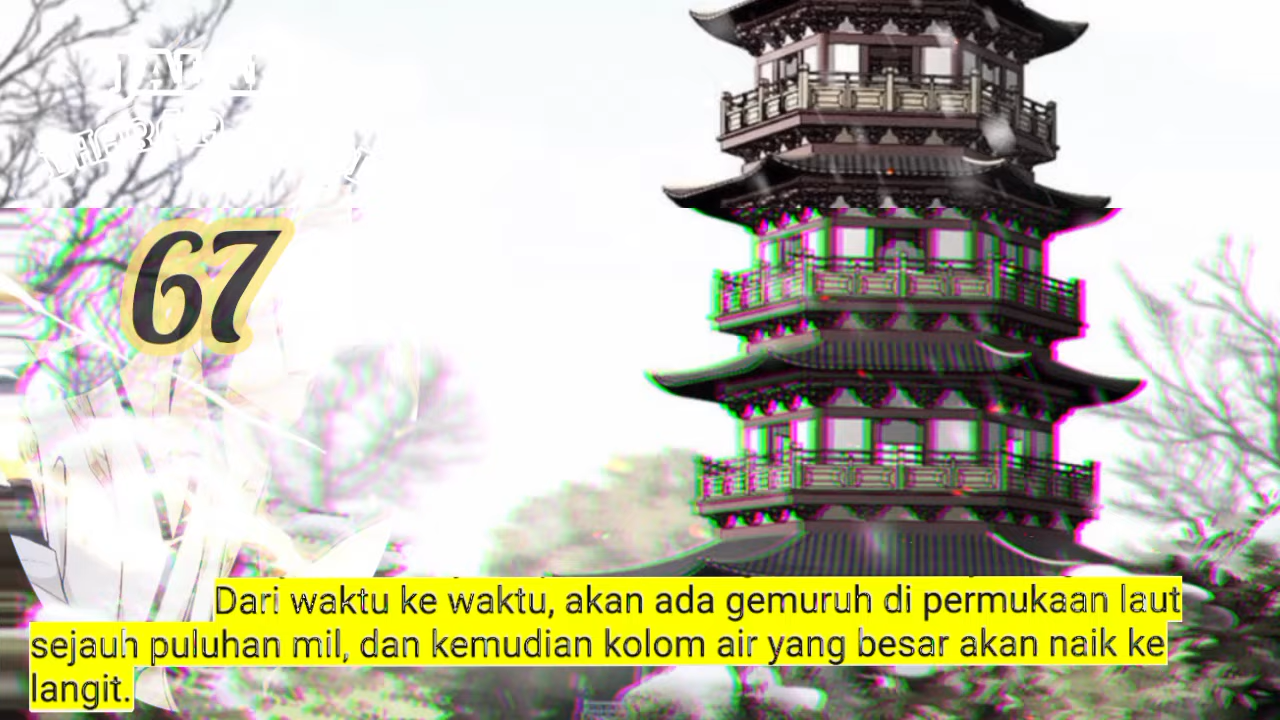 67
Dari waktu ke waktu, akan ada gemuruh di permukaan laut
sejauh puluhan mil, dan kemudian kolom air yang besar akan naik ke
langit.